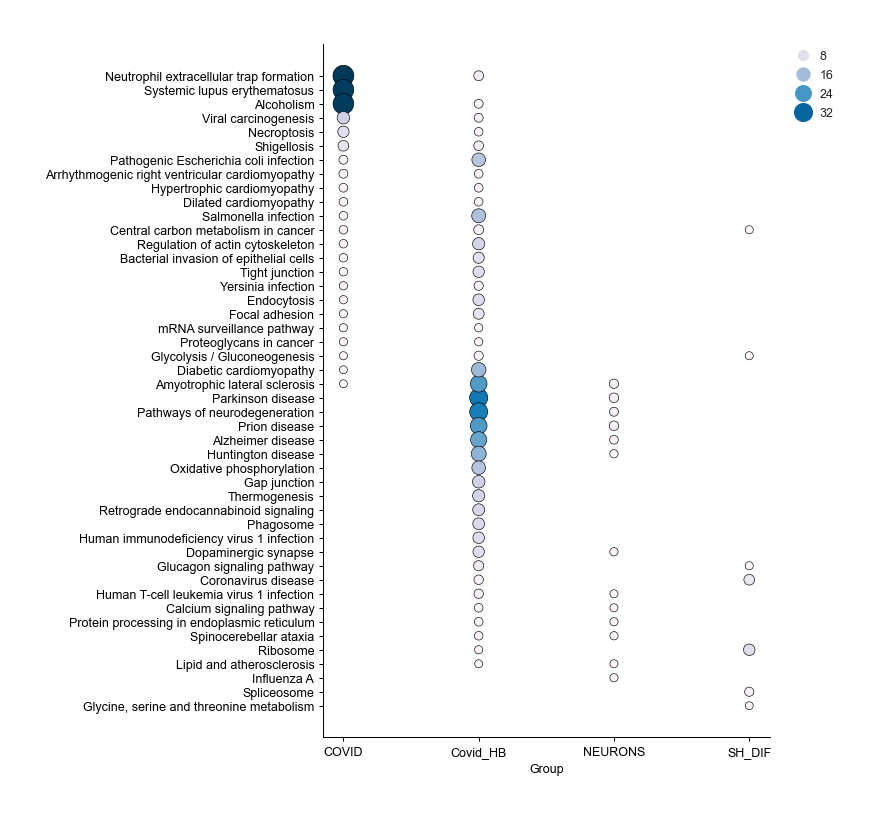 8
Neutrophil extracellular trap formation
16
Systemic lupus erythematosus
24
Alcoholism
32
Viral carcinogenesis
Necroptosis
Shigellosis
Pathogenic Escherichia coli infection
Arrhythmogenic right ventricular cardiomyopathy
Hypertrophic cardiomyopathy
Dilated cardiomyopathy
Salmonella infection
Central carbon metabolism in cancer
Regulation of actin cytoskeleton
Bacterial invasion of epithelial cells
Tight junction
Yersinia infection
Endocytosis
Focal adhesion
mRNA surveillance pathway
Proteoglycans in cancer
Glycolysis / Gluconeogenesis
Diabetic cardiomyopathy
Amyotrophic lateral sclerosis
Parkinson disease
Pathways of neurodegeneration
Prion disease
Alzheimer disease
Huntington disease
Oxidative phosphorylation
Gap junction
Thermogenesis
Retrograde endocannabinoid signaling
Phagosome
Human immunodeficiency virus 1 infection
Dopaminergic synapse
Glucagon signaling pathway
Coronavirus disease
Human T-cell leukemia virus 1 infection
Calcium signaling pathway
Protein processing in endoplasmic reticulum
Spinocerebellar ataxia
Ribosome
Lipid and atherosclerosis
Influenza A
Spliceosome
Glycine, serine and threonine metabolism
COVID Covid_HB NEURONS SH_DIF
Group